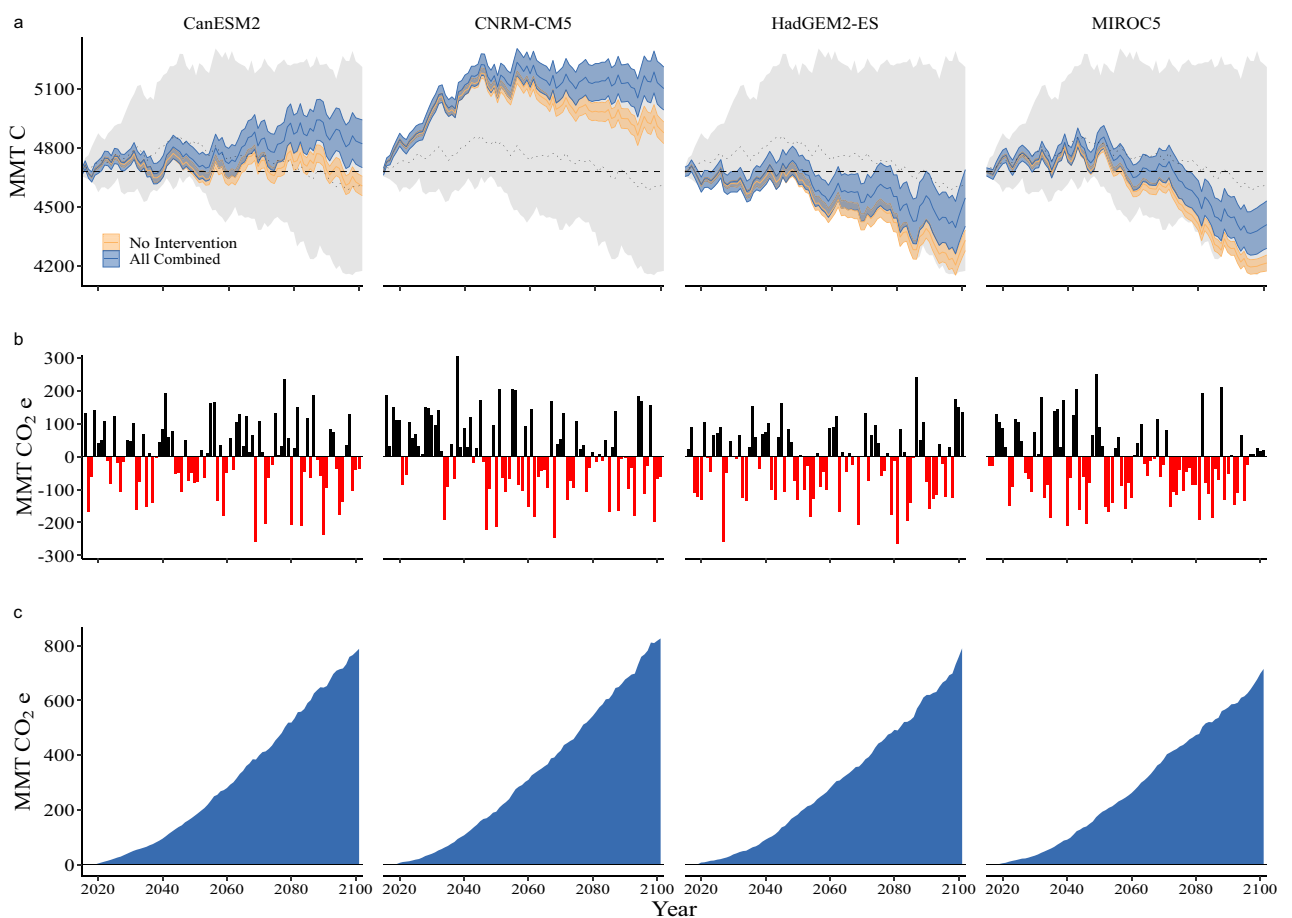 a
CanESM2 CNRM-CM5 HadGEM2-ES MIROC5
MMT C
5100
4800
4500
4200
No Intervention
All Combined
b
MMT CO₂ e
300
200
100
0
-100
-200
-300
c
MMT CO₂ e
800
600
400
200
0
2020 2040 2060 2080 2100 2020 2040 2060 2080 2100 2020 2040 2060 2080 2100 2020 2040 2060 2080 2100
Year